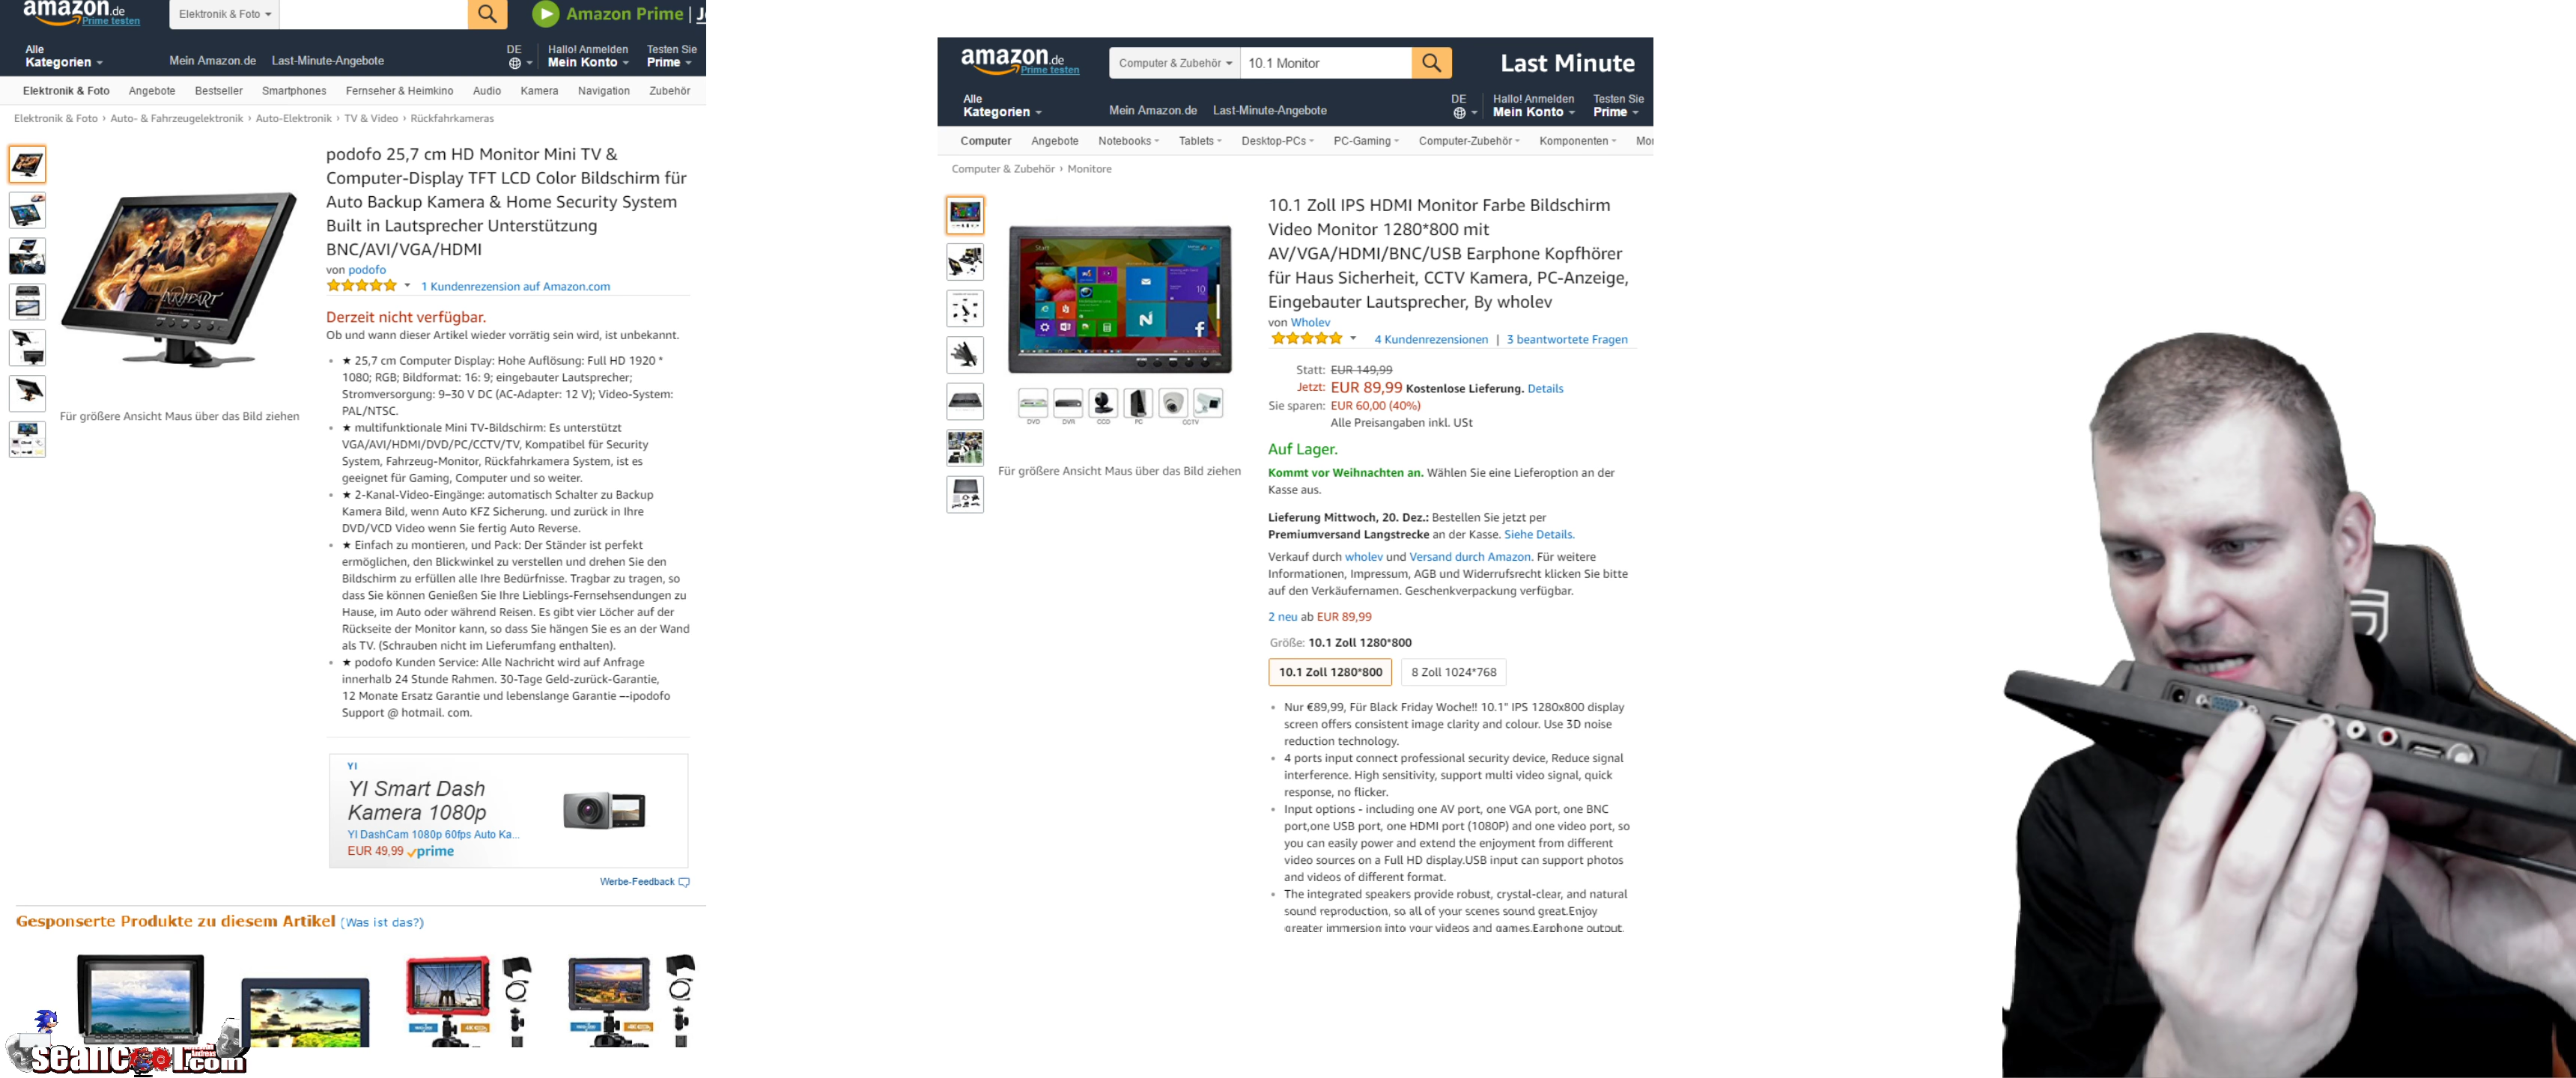 amazon.de
Prime testen
Elektronik & Foto
Amazon Prime |
Alle
Kategorien
Mein Amazon.de
Last-Minute-Angebote
DE
Hallo! Anmelden
Mein Konto
Testen Sie
Prime
Elektronik & Foto
Angebote
Bestseller
Smartphones
Fernseher & Heimkino
Audio
Kamera
Navigation
Zubehör
Elektronik & Foto › Auto- & Fahrzeugelektronik › Auto-Elektronik › TV & Video › Rückfahrkameras
Für größere Ansicht Maus über das Bild ziehen
podofo 25,7 cm HD Monitor Mini TV &
Computer-Display TFT LCD Color Bildschirm für
Auto Backup Kamera & Home Security System
Built in Lautsprecher Unterstützung
BNC/AVI/VGA/HDMI
von podofo
1 Kundenrezension auf Amazon.com
Derzeit nicht verfügbar.
Ob und wann dieser Artikel wieder vorrätig sein wird, ist unbekannt.
★ 25,7 cm Computer Display: Hohe Auflösung: Full HD 1920 *
1080; RGB; Bildformat: 16: 9; eingebauter Lautsprecher;
Stromversorgung: 9–30 V DC (AC-Adapter: 12 V); Video-System:
PAL/NTSC.
★ multifunktionale Mini TV-Bildschirm: Es unterstützt
VGA/AVI/HDMI/DVD/PC/CCTV/TV, Kompatibel für Security
System, Fahrzeug-Monitor, Rückfahrkamera System, ist es
geeignet für Gaming, Computer und so weiter.
★ 2-Kanal-Video-Eingänge: automatisch Schalter zu Backup
Kamera Bild, wenn Auto KFZ Sicherung. und zurück in Ihre
DVD/VCD Video wenn Sie fertig Auto Reverse.
★ Einfach zu montieren, und Pack: Der Ständer ist perfekt
ermöglichen, den Blickwinkel zu verstellen und drehen Sie den
Bildschirm zu erfüllen alle Ihre Bedürfnisse. Tragbar zu tragen, so
dass Sie können Genießen Sie Ihre Lieblings-Fernsehsendungen zu
Hause, im Auto oder während Reisen. Es gibt vier Löcher auf der
Rückseite der Monitor kann, so dass Sie hängen Sie es an der Wand
als TV. (Schrauben nicht im Lieferumfang enthalten).
★ podofo Kunden Service: Alle Nachricht wird auf Anfrage
innerhalb 24 Stunde Rahmen. 30-Tage Geld-zurück-Garantie,
12 Monate Ersatz Garantie und lebenslange Garantie –-ipodofo
Support @ hotmail. com.
YI
YI Smart Dash
Kamera 1080p
YI DashCam 1080p 60fps Auto Ka...
EUR 49,99 prime
Werbe-Feedback
Gesponserte Produkte zu diesem Artikel (Was ist das?)
seancool.com
amazon.de
Prime testen
Computer & Zubehör
10.1 Monitor
Last Minute
Alle
Kategorien
Mein Amazon.de
Last-Minute-Angebote
DE
Hallo! Anmelden
Mein Konto
Testen Sie
Prime
Computer
Angebote
Notebooks
Tablets
Desktop-PCs
PC-Gaming
Computer-Zubehör
Komponenten
Computer & Zubehör › Monitore
Start
DVD
DVR
CCD
PC
CCTV
Für größere Ansicht Maus über das Bild ziehen
10.1 Zoll IPS HDMI Monitor Farbe Bildschirm
Video Monitor 1280*800 mit
AV/VGA/HDMI/BNC/USB Earphone Kopfhörer
für Haus Sicherheit, CCTV Kamera, PC-Anzeige,
Eingebauter Lautsprecher, By wholev
von Wholev
4 Kundenrezensionen | 3 beantwortete Fragen
Statt: EUR 149,99
Jetzt: EUR 89,99 Kostenlose Lieferung. Details
Sie sparen: EUR 60,00 (40%)
Alle Preisangaben inkl. USt
Auf Lager.
Kommt vor Weihnachten an. Wählen Sie eine Lieferoption an der
Kasse aus.
Lieferung Mittwoch, 20. Dez.: Bestellen Sie jetzt per
Premiumversand Langstrecke an der Kasse. Siehe Details.
Verkauf durch wholev und Versand durch Amazon. Für weitere
Informationen, Impressum, AGB und Widerrufsrecht klicken Sie bitte
auf den Verkäufernamen. Geschenkverpackung verfügbar.
2 neu ab EUR 89,99
Größe: 10.1 Zoll 1280*800
10.1 Zoll 1280*800
8 Zoll 1024*768
Nur €89,99, Für Black Friday Woche!! 10.1" IPS 1280x800 display
screen offers consistent image clarity and colour. Use 3D noise
reduction technology.
4 ports input connect professional security device, Reduce signal
interference. High sensitivity, support multi video signal, quick
response, no flicker.
Input options - including one AV port, one VGA port, one BNC
port,one USB port, one HDMI port (1080P) and one video port, so
you can easily power and extend the enjoyment from different
video sources on a Full HD display.USB input can support photos
and videos of different format.
The integrated speakers provide robust, crystal-clear, and natural
sound reproduction, so all of your scenes sound great.Enjoy
greater immersion into your videos and games.Earphone output.